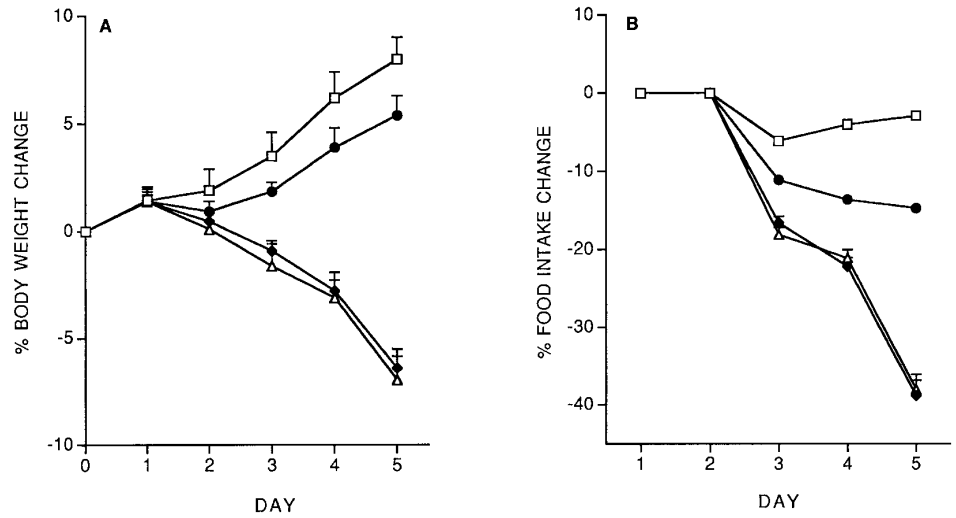 A
10
5
0
-5
-10
% BODY WEIGHT CHANGE
0 1 2 3 4 5
DAY
B
10
0
-10
-20
-30
-40
% FOOD INTAKE CHANGE
1 2 3 4 5
DAY